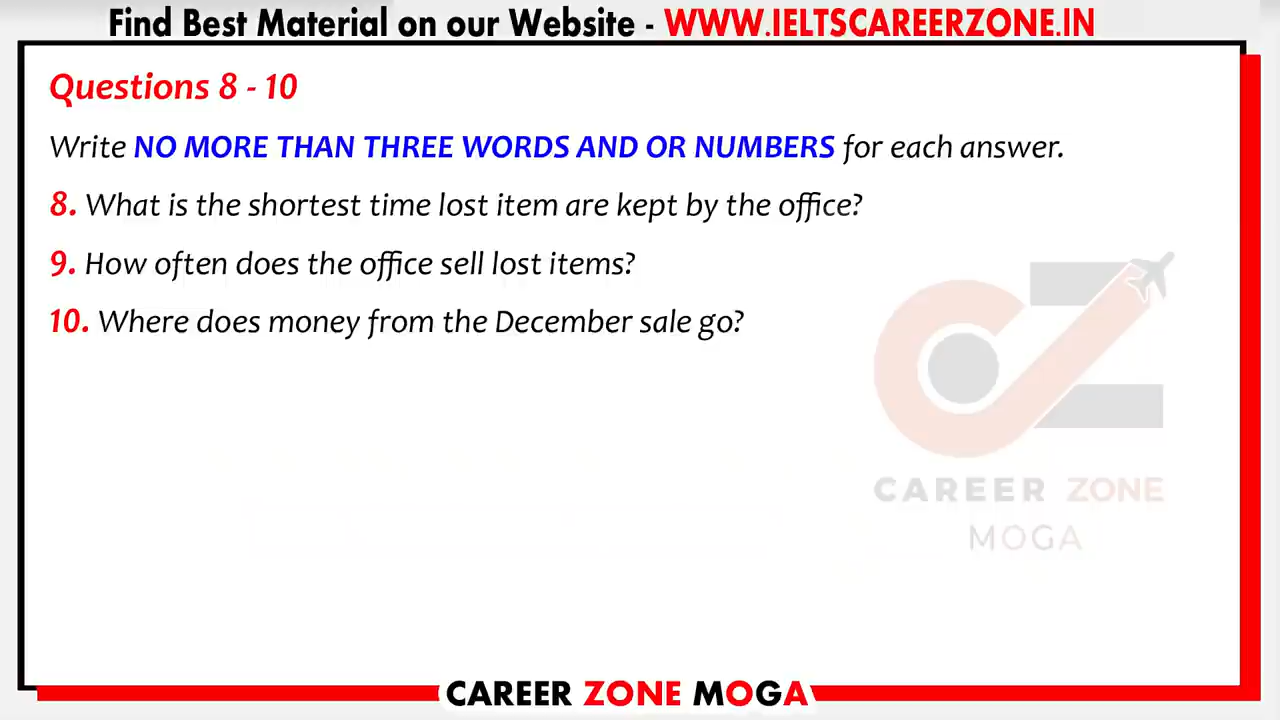 Find Best Material on our Website - WWW.IELTSCAREERZONE.IN
Questions 8 - 10
Write NO MORE THAN THREE WORDS AND OR NUMBERS for each answer.
8. What is the shortest time lost item are kept by the office?
9. How often does the office sell lost items?
10. Where does money from the December sale go?
CAREER ZONE
MOGA
CAREER ZONE MOGA